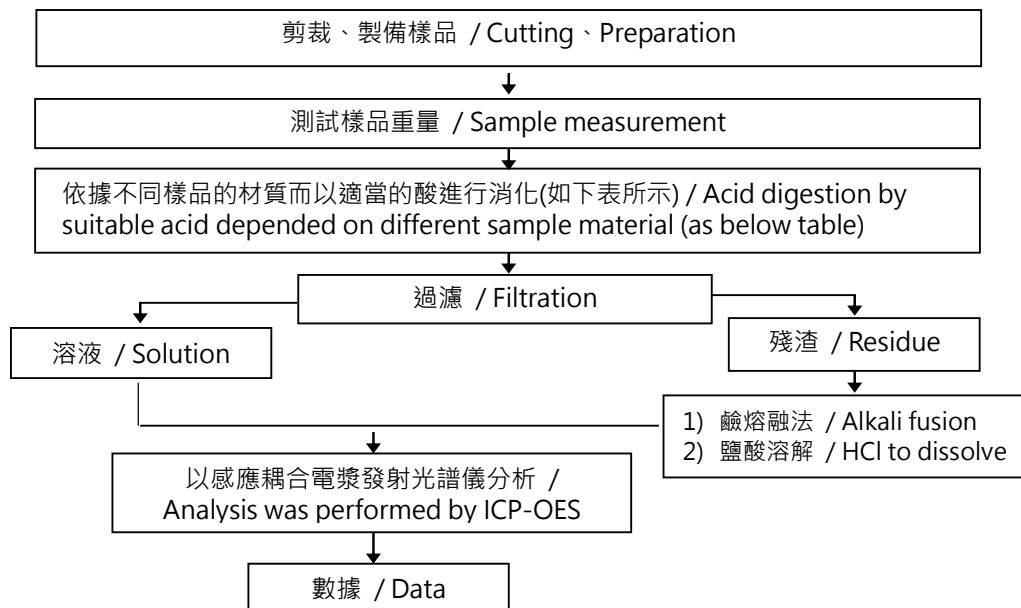 剪裁、製備樣品 / Cutting、Preparation
測試樣品重量 / Sample measurement
依據不同樣品的材質而以適當的酸進行消化(如下表所示) / Acid digestion by
suitable acid depended on different sample material (as below table)
過濾 / Filtration
溶液 / Solution
殘渣 / Residue
1) 鹼熔融法 / Alkali fusion
2) 鹽酸溶解 / HCl to dissolve
以感應耦合電漿發射光譜儀分析 /
Analysis was performed by ICP-OES
數據 / Data